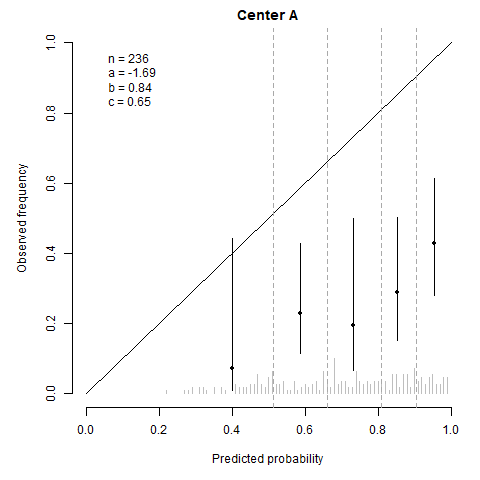 Center A
n = 236
a = -1.69
b = 0.84
c = 0.65
Observed frequency
1.0
0.8
0.6
0.4
0.2
0.0
0.0 0.2 0.4 0.6 0.8 1.0
Predicted probability